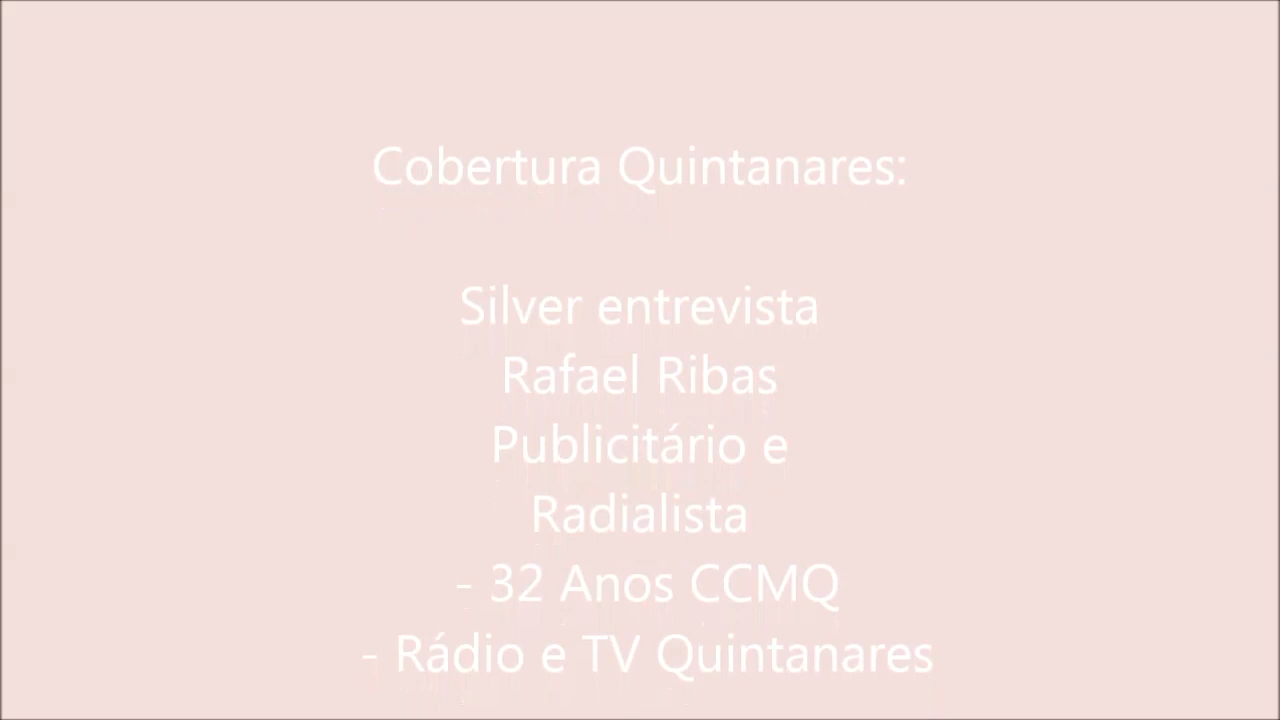 Cobertura Quintanares:
Silver entrevista
Rafael Ribas
Publicitário e
Radialista
- 32 Anos CCMQ
- Rádio e TV Quintanares